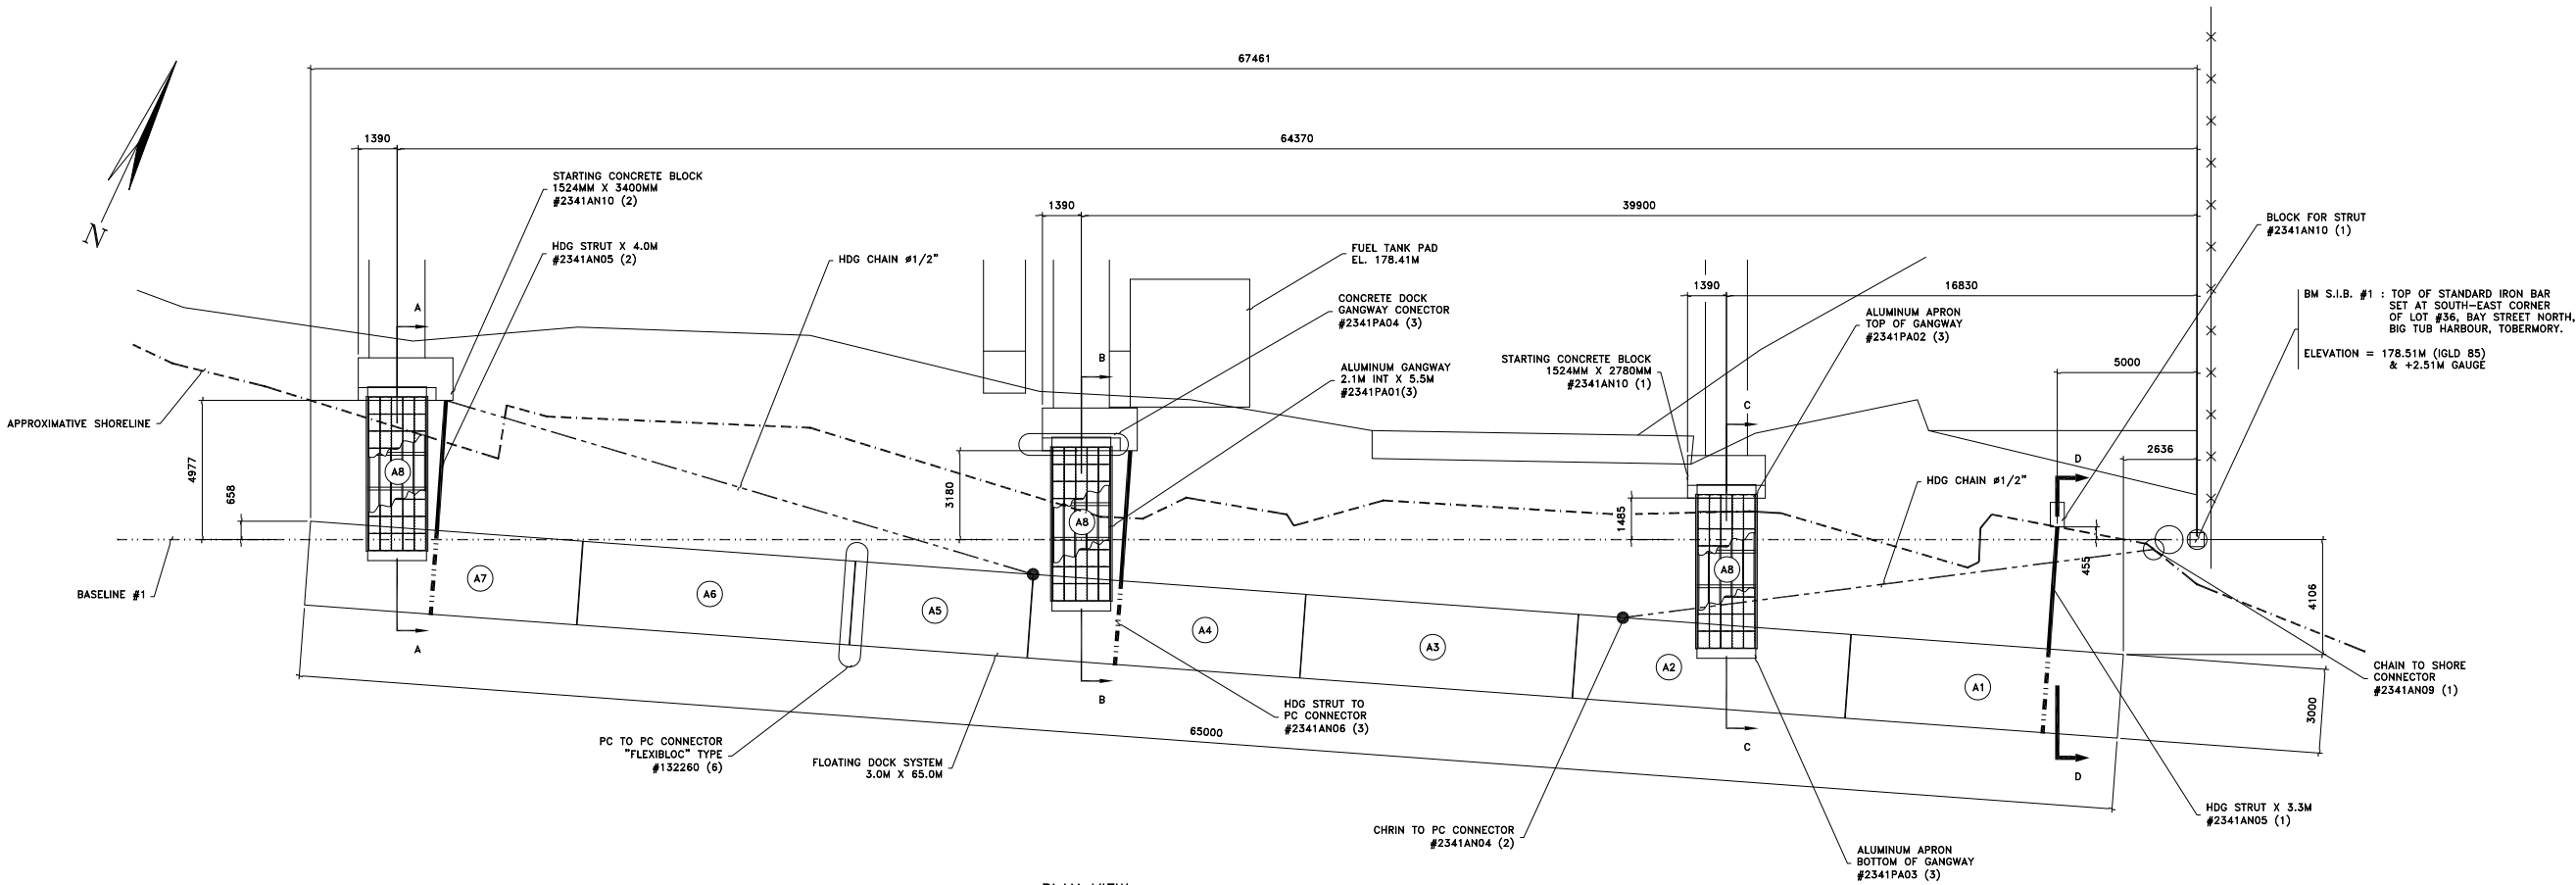 67461
1390
64370
STARTING CONCRETE BLOCK
1524MM X 3400MM
#2341AN10 (2)
N
1390
39900
BLOCK FOR STRUT
#2341AN10 (1)
HDG STRUT X 4.0M
#2341AN05 (2)
HDG CHAIN ø1/2"
FUEL TANK PAD
EL. 178.41M
1390
16830
BM S.I.B. #1 : TOP OF STANDARD IRON BAR
SET AT SOUTH-EAST CORNER
OF LOT #36, BAY STREET NORTH,
BIG TUB HARBOUR, TOBERMORY.
ELEVATION = 178.51M (IGLD 85)
& +2.51M GAUGE
A
CONCRETE DOCK
GANGWAY CONECTOR
#2341PA04 (3)
ALUMINUM APRON
TOP OF GANGWAY
#2341PA02 (3)
B
STARTING CONCRETE BLOCK
1524MM X 2780MM
#2341AN10 (1)
5000
ALUMINUM GANGWAY
2.1M INT X 5.5M
#2341PA01(3)
C
APPROXIMATIVE SHORELINE
2636
D
4977
A8
658
3180
A8
1485
HDG CHAIN ø1/2"
A8
455
4106
BASELINE #1
A7
A6
A5
A4
A3
A2
A1
A
B
C
D
CHAIN TO SHORE
CONNECTOR
#2341AN09 (1)
3000
HDG STRUT TO
PC CONNECTOR
#2341AN06 (3)
65000
PC TO PC CONNECTOR
"FLEXIBLOC" TYPE
#132260 (6)
FLOATING DOCK SYSTEM
3.0M X 65.0M
HDG STRUT X 3.3M
#2341AN05 (1)
CHRIN TO PC CONNECTOR
#2341AN04 (2)
ALUMINUM APRON
BOTTOM OF GANGWAY
#2341PA03 (3)